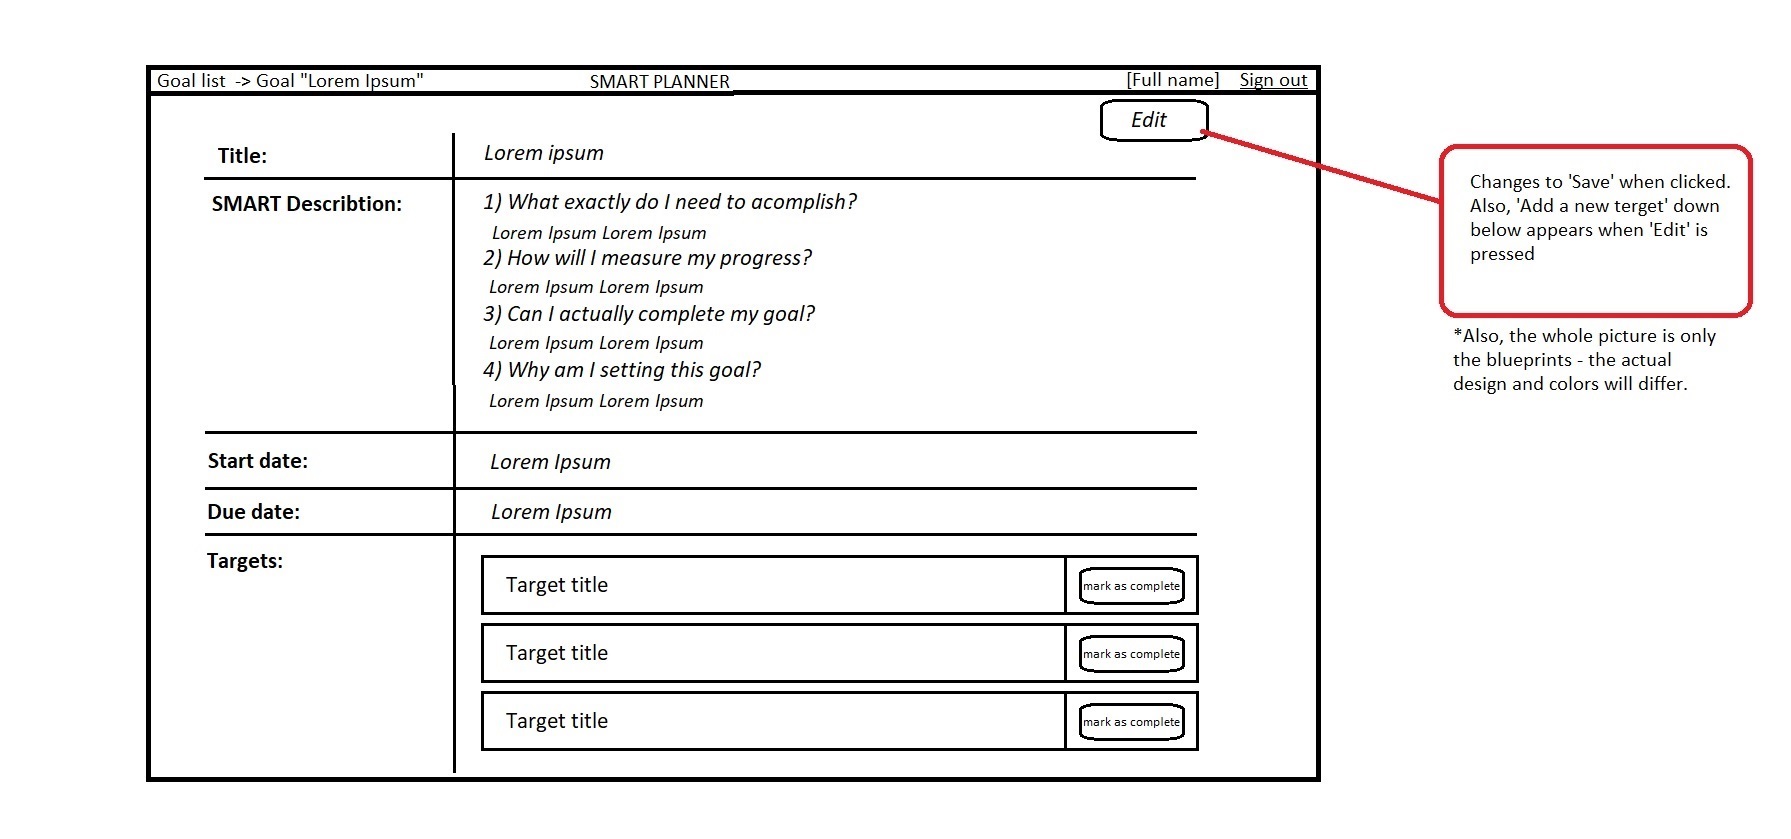 Goal list -> Goal "Lorem Ipsum"
SMART PLANNER
[Full name]
Sign out
Edit
Title:
Lorem ipsum
SMART Describtion:
1) What exactly do I need to acomplish?
Lorem Ipsum Lorem Ipsum
2) How will I measure my progress?
Lorem Ipsum Lorem Ipsum
3) Can I actually complete my goal?
Lorem Ipsum Lorem Ipsum
4) Why am I setting this goal?
Lorem Ipsum Lorem Ipsum
Start date:
Lorem Ipsum
Due date:
Lorem Ipsum
Targets:
Target title
mark as complete
Target title
mark as complete
Target title
mark as complete
Changes to 'Save' when clicked.
Also, 'Add a new terget' down
below appears when 'Edit' is
pressed
*Also, the whole picture is only
the blueprints - the actual
design and colors will differ.